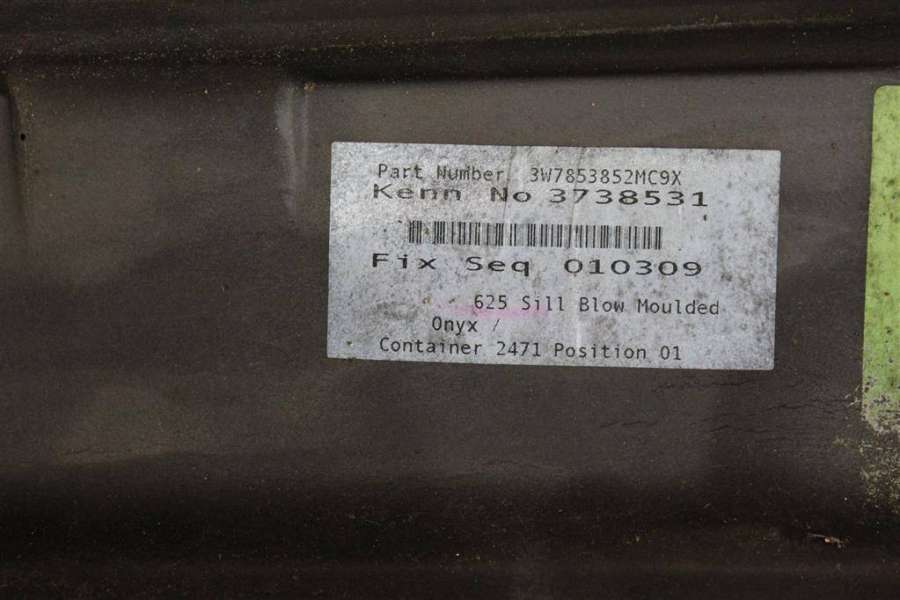 Part Number. 3W7853852MC9X
Kenn No 3738531
Fix Seq 010309
625 Sill Blow Moulded
Onyx /
Container 2471 Position 01